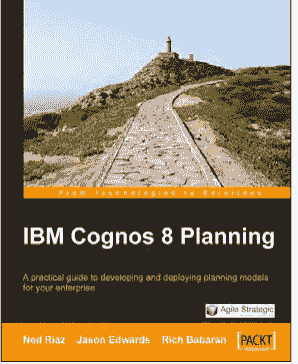 From Technologies to Solutions
IBM Cognos 8 Planning
A practical guide to developing and deploying planning models
for your enterprise
Agile Strategic
Ned Riaz Jason Edwards Rich Babaran
PACKT